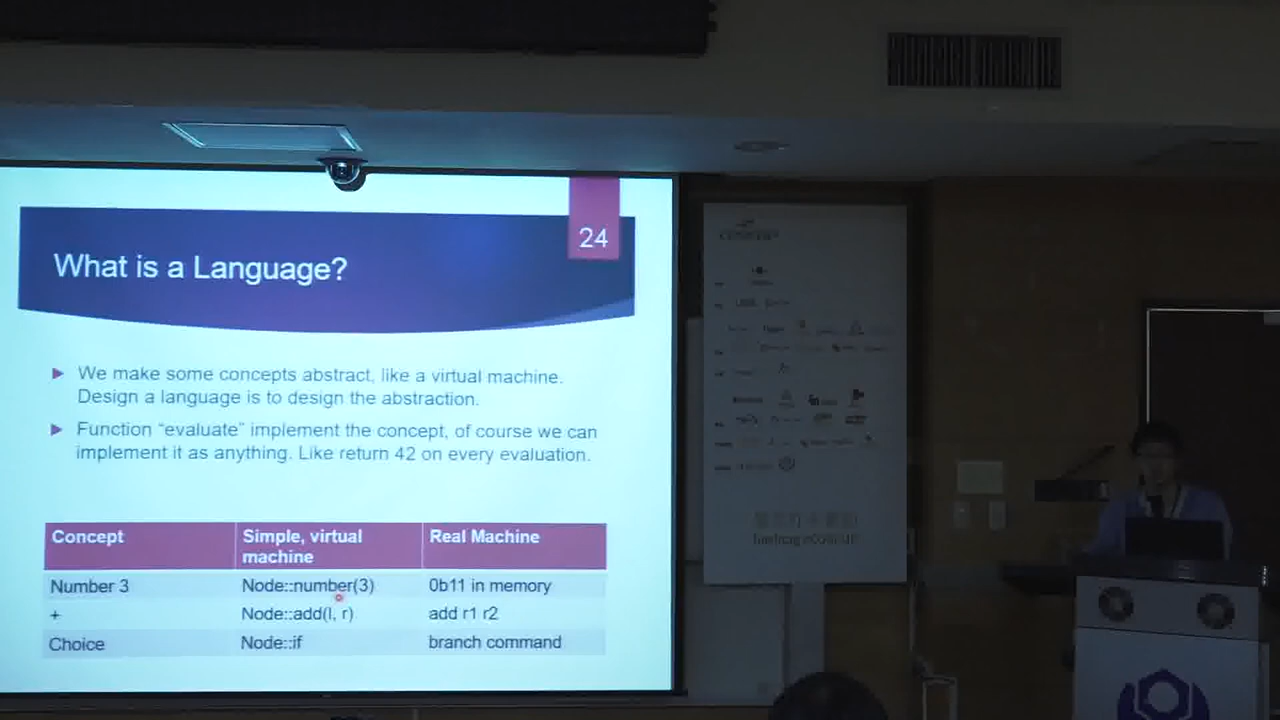 24
What is a Language?
We make some concepts abstract, like a virtual machine.
Design a language is to design the abstraction.
Function “evaluate” implement the concept, of course we can
implement it as anything. Like return 42 on every evaluation.
Concept Simple, virtual machine Real Machine
Number 3 Node::number(3) 0b11 in memory
+ Node::add(l, r) add r1 r2
Choice Node::if branch command